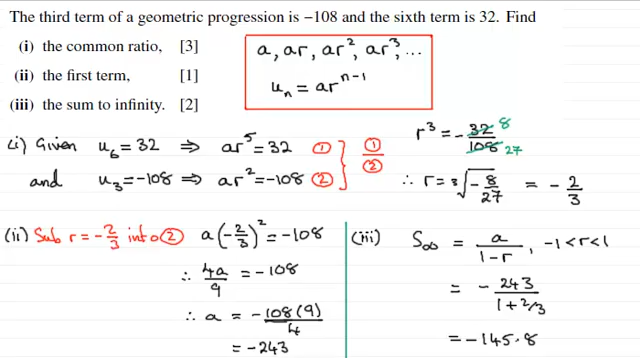 The third term of a geometric progression is −108 and the sixth term is 32. Find
(i) the common ratio, [3]
(ii) the first term, [1]
(iii) the sum to infinity. [2]
a, ar, ar², ar³, ...
uₙ = arⁿ⁻¹
(i) Given u₆ = 32 ⇒ ar⁵ = 32 ①
and u₃ = −108 ⇒ ar² = −108 ②
①/②
r³ = −32/108 8 27
∴ r = ∛(−8/27) = −2/3
(ii) Sub r = −2/3 into ② a(−2/3)² = −108
∴ 4a/9 = −108
∴ a = −108(9)/4
= −243
(iii) S∞ = a/(1−r), −1<r<1
= −243/(1+2/3)
= −145.8